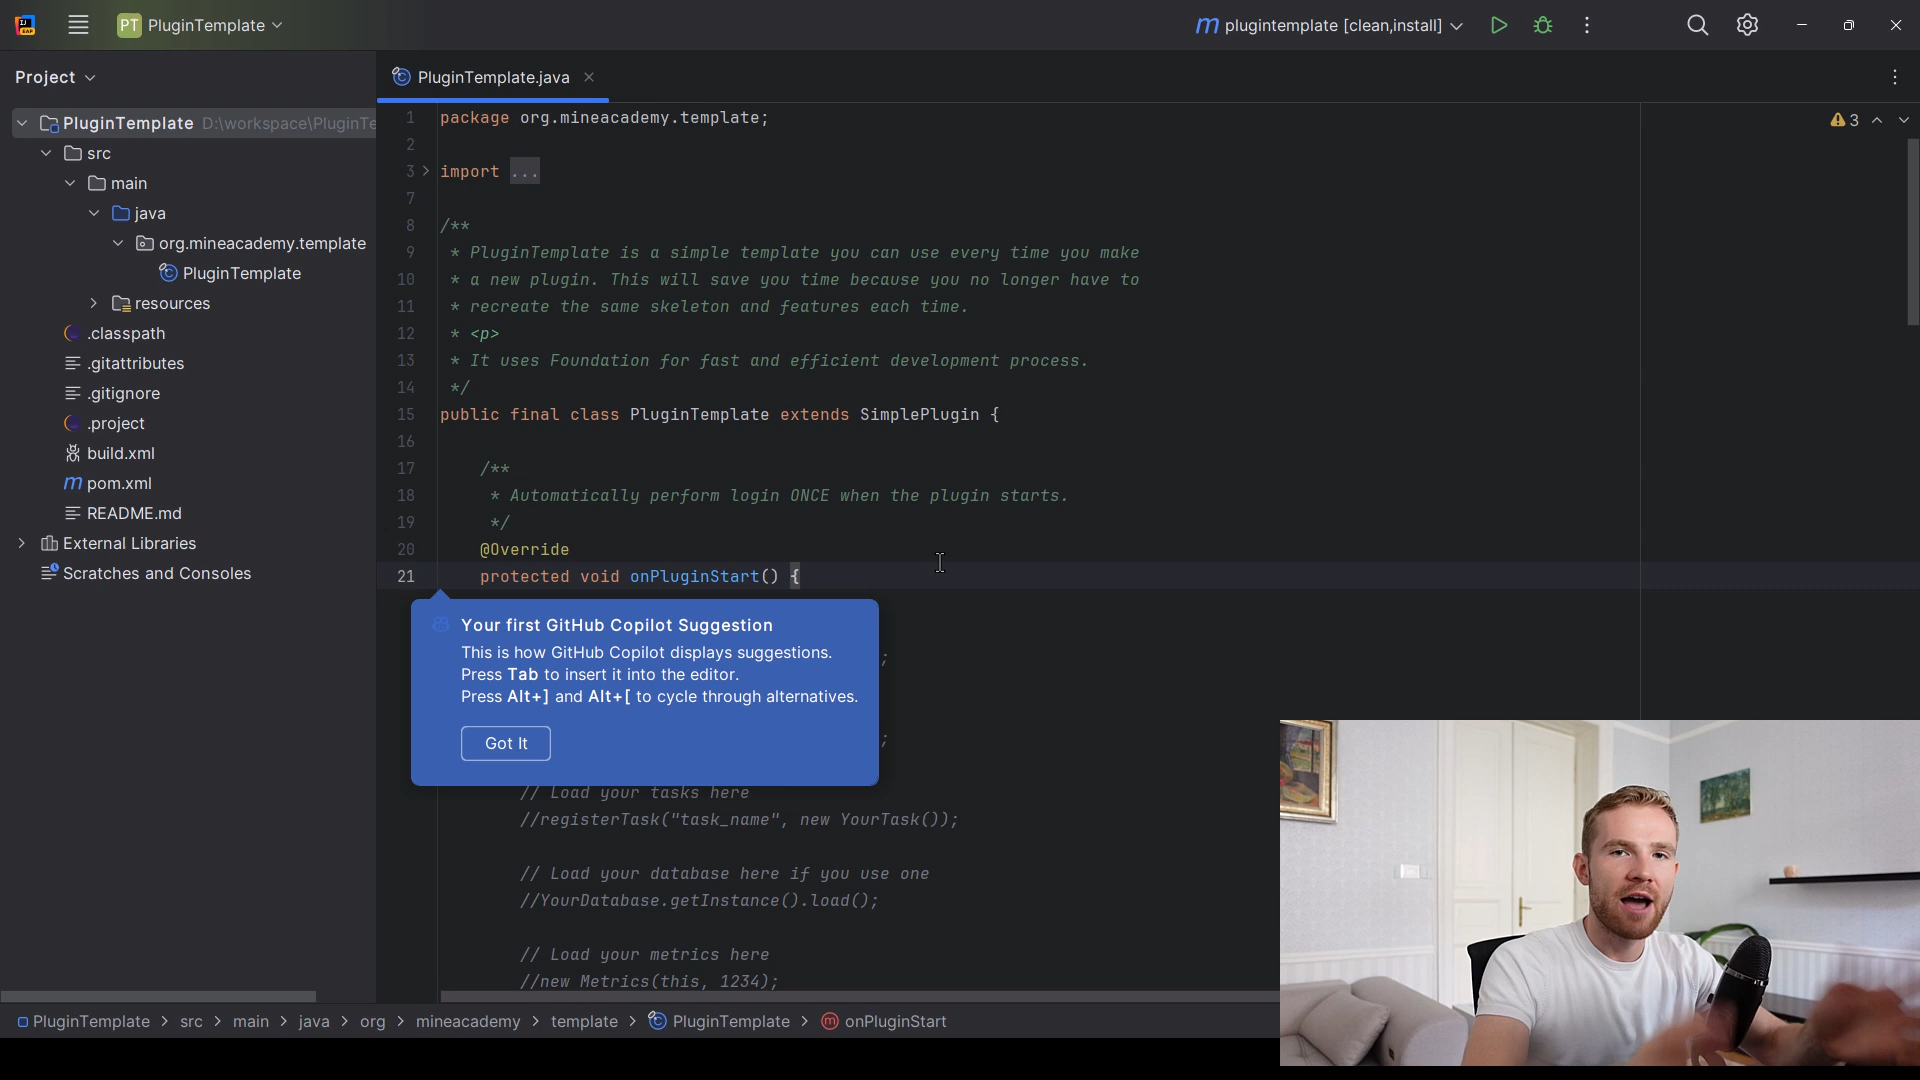 PT PluginTemplate
plugintemplate [clean,install]
Project
PluginTemplate D:\workspace\PluginTe
src
main
java
org.mineacademy.template
PluginTemplate
resources
.classpath
.gitattributes
.gitignore
.project
build.xml
pom.xml
README.md
External Libraries
Scratches and Consoles
PluginTemplate.java
3
1 package org.mineacademy.template;
2
3 import ...
7
8 /**
9 * PluginTemplate is a simple template you can use every time you make
10 * a new plugin. This will save you time because you no longer have to
11 * recreate the same skeleton and features each time.
12 * <p>
13 * It uses Foundation for fast and efficient development process.
14 */
15 public final class PluginTemplate extends SimplePlugin {
16
17 /**
18 * Automatically perform login ONCE when the plugin starts.
19 */
20 @Override
21 protected void onPluginStart() {
Your first GitHub Copilot Suggestion
This is how GitHub Copilot displays suggestions.
Press Tab to insert it into the editor.
Press Alt+] and Alt+[ to cycle through alternatives.
Got It
;
;
// Load your tasks here
//registerTask("task_name", new YourTask());
// Load your database here if you use one
//YourDatabase.getInstance().load();
// Load your metrics here
//new Metrics(this, 1234);
PluginTemplate > src > main > java > org > mineacademy > template > PluginTemplate > onPluginStart